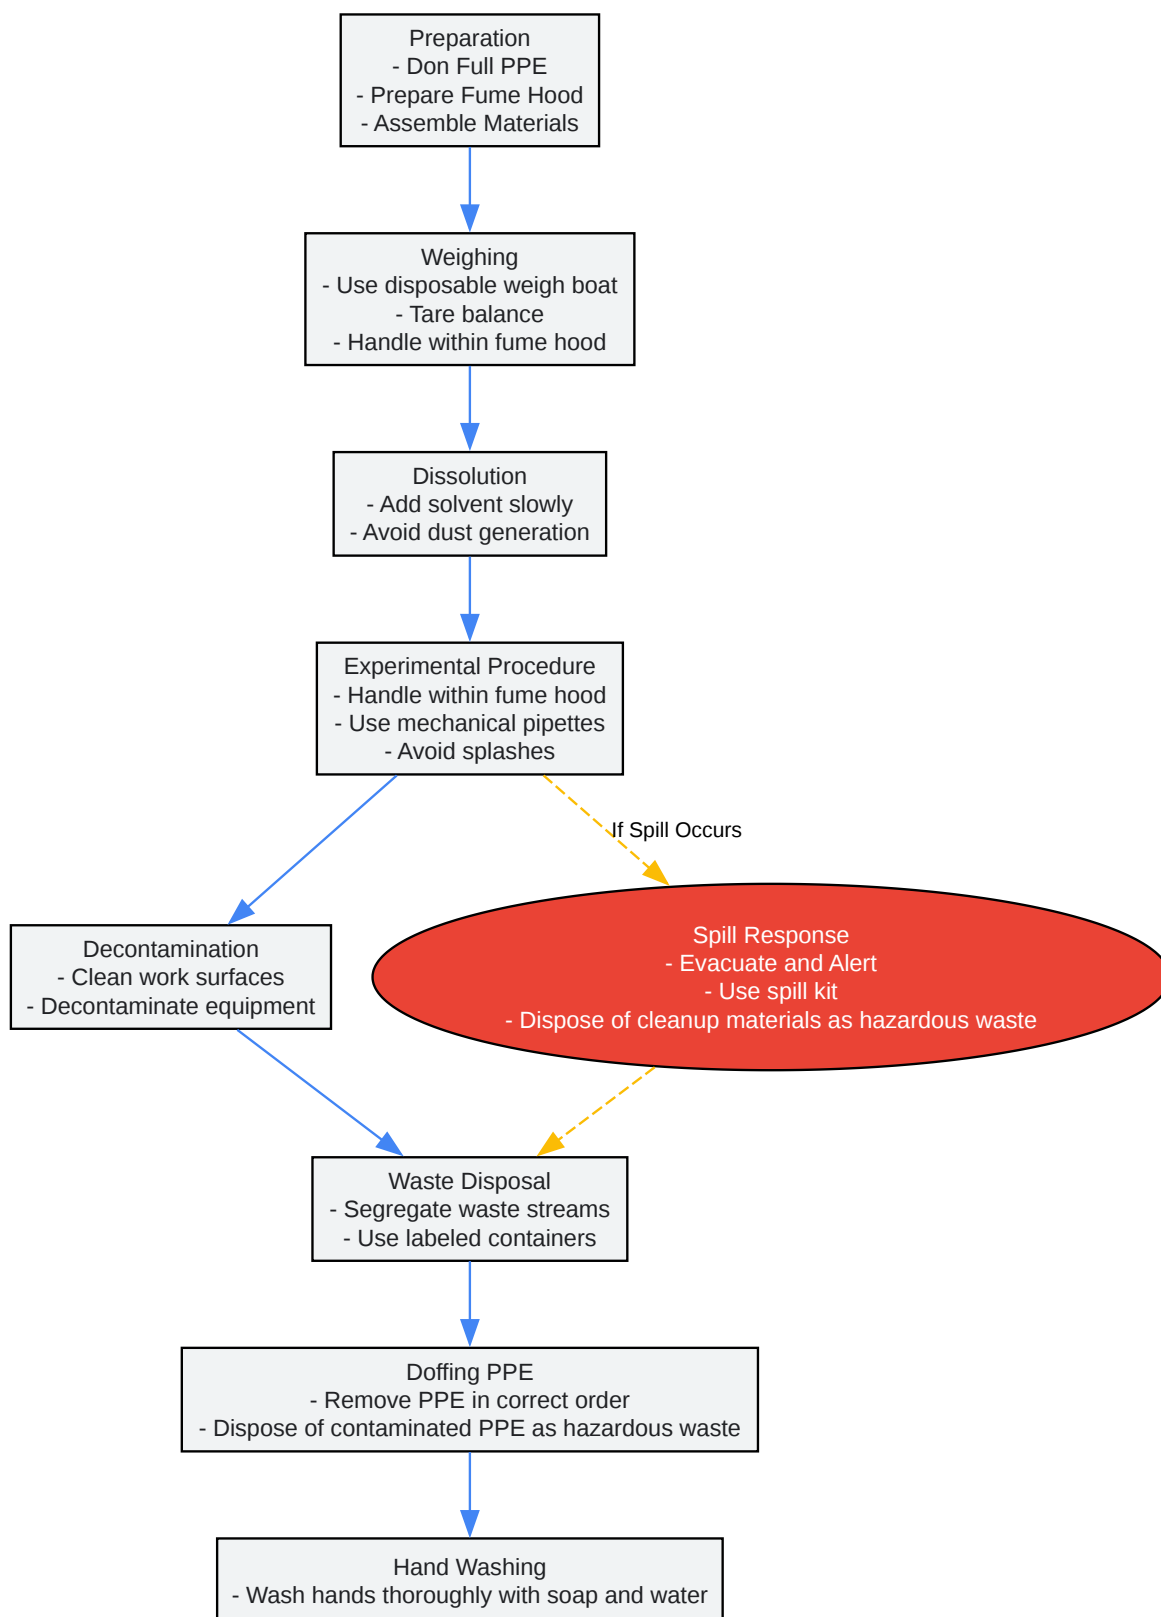 Preparation
- Don Full PPE
- Prepare Fume Hood
- Assemble Materials
Weighing
- Use disposable weigh boat
- Tare balance
- Handle within fume hood
Dissolution
- Add solvent slowly
- Avoid dust generation
Experimental Procedure
- Handle within fume hood
- Use mechanical pipettes
- Avoid splashes
If Spill Occurs
Decontamination
- Clean work surfaces
- Decontaminate equipment
Spill Response
- Evacuate and Alert
- Use spill kit
- Dispose of cleanup materials as hazardous waste
Waste Disposal
- Segregate waste streams
- Use labeled containers
Doffing PPE
- Remove PPE in correct order
- Dispose of contaminated PPE as hazardous waste
Hand Washing
- Wash hands thoroughly with soap and water